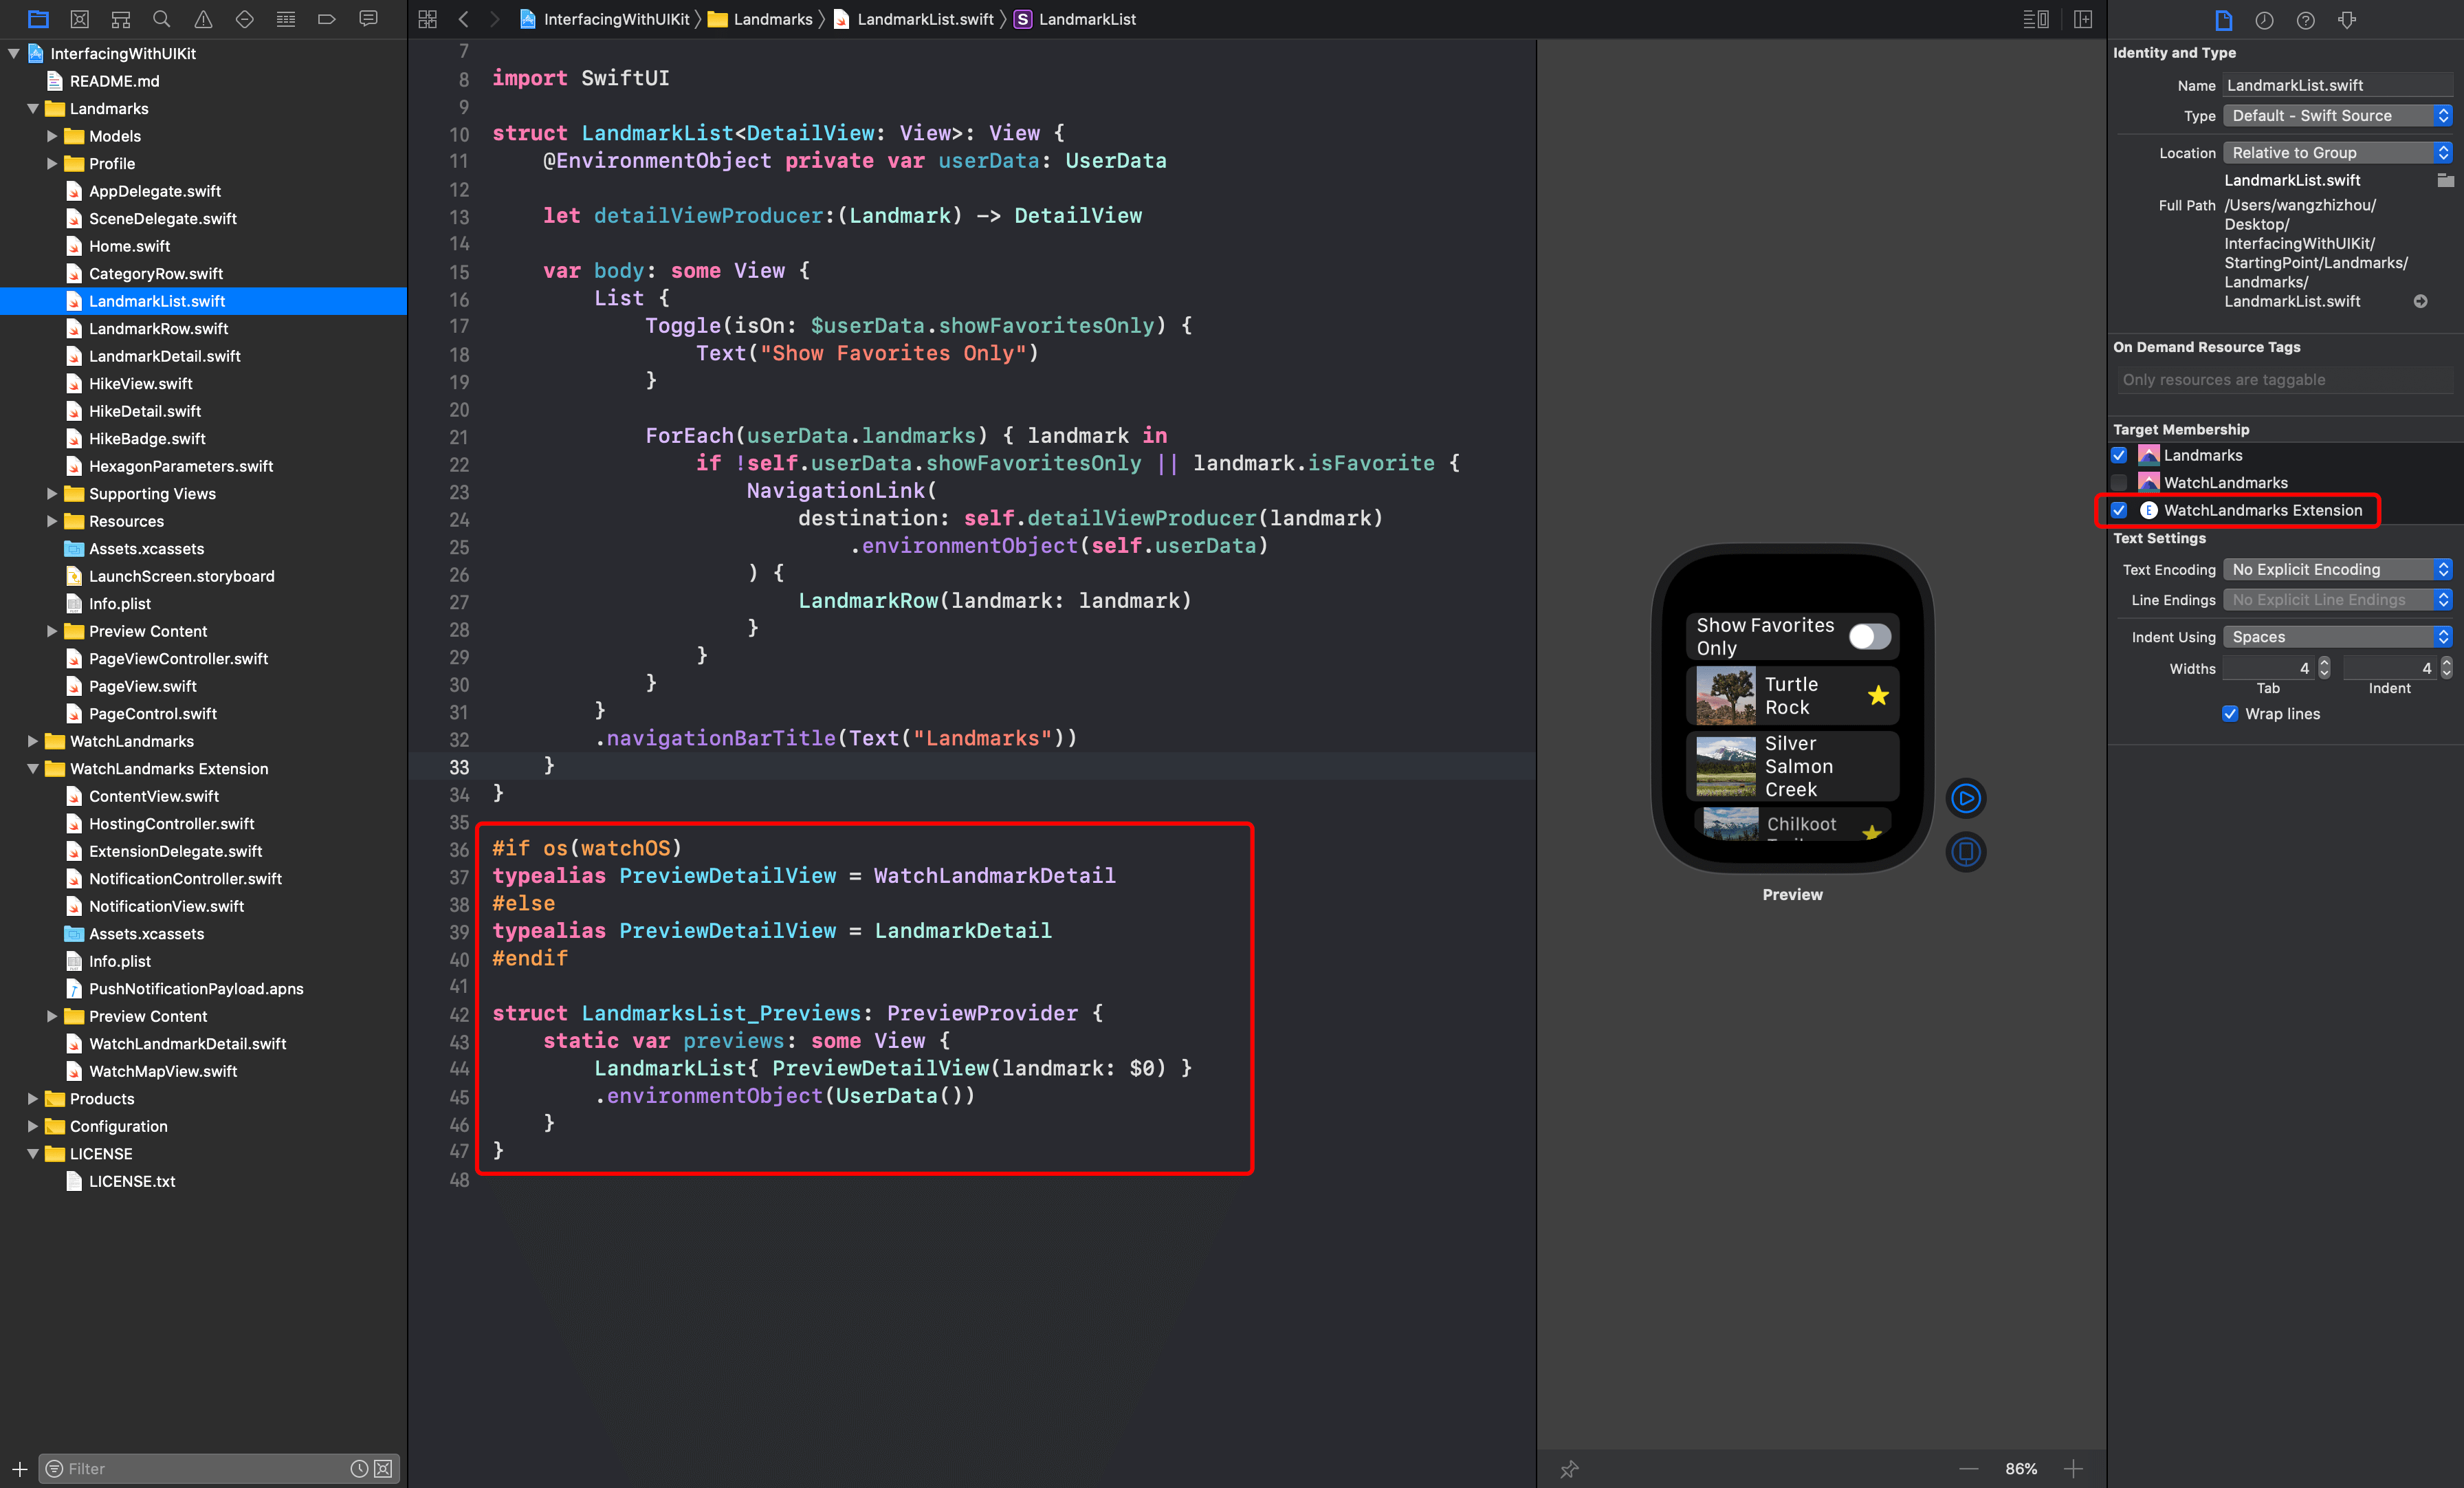 InterfacingWithUIKit
README.md
Landmarks
Models
Profile
AppDelegate.swift
SceneDelegate.swift
Home.swift
CategoryRow.swift
LandmarkList.swift
LandmarkRow.swift
LandmarkDetail.swift
HikeView.swift
HikeDetail.swift
HikeBadge.swift
HexagonParameters.swift
Supporting Views
Resources
Assets.xcassets
LaunchScreen.storyboard
Info.plist
Preview Content
PageViewController.swift
PageView.swift
PageControl.swift
WatchLandmarks
WatchLandmarks Extension
ContentView.swift
HostingController.swift
ExtensionDelegate.swift
NotificationController.swift
NotificationView.swift
Assets.xcassets
Info.plist
PushNotificationPayload.apns
Preview Content
WatchLandmarkDetail.swift
WatchMapView.swift
Products
Configuration
LICENSE
LICENSE.txt
Filter
InterfacingWithUIKit 〉 Landmarks 〉 LandmarkList.swift 〉 S LandmarkList
7
8 import SwiftUI
9
10 struct LandmarkList<DetailView: View>: View {
11 @EnvironmentObject private var userData: UserData
12
13 let detailViewProducer:(Landmark) -> DetailView
14
15 var body: some View {
16 List {
17 Toggle(isOn: $userData.showFavoritesOnly) {
18 Text("Show Favorites Only")
19 }
20
21 ForEach(userData.landmarks) { landmark in
22 if !self.userData.showFavoritesOnly || landmark.isFavorite {
23 NavigationLink(
24 destination: self.detailViewProducer(landmark)
25 .environmentObject(self.userData)
26 ) {
27 LandmarkRow(landmark: landmark)
28 }
29 }
30 }
31 }
32 .navigationBarTitle(Text("Landmarks"))
33 }
34 }
35
36 #if os(watchOS)
37 typealias PreviewDetailView = WatchLandmarkDetail
38 #else
39 typealias PreviewDetailView = LandmarkDetail
40 #endif
41
42 struct LandmarksList_Previews: PreviewProvider {
43 static var previews: some View {
44 LandmarkList{ PreviewDetailView(landmark: $0) }
45 .environmentObject(UserData())
46 }
47 }
48
Show Favorites
Only
Turtle
Rock
Silver
Salmon
Creek
Chilkoot
Preview
86%
Identity and Type
Name LandmarkList.swift
Type Default - Swift Source
Location Relative to Group
LandmarkList.swift
Full Path /Users/wangzhizhou/
Desktop/
InterfacingWithUIKit/
StartingPoint/Landmarks/
Landmarks/
LandmarkList.swift
On Demand Resource Tags
Only resources are taggable
Target Membership
Landmarks
WatchLandmarks
E WatchLandmarks Extension
Text Settings
Text Encoding No Explicit Encoding
Line Endings No Explicit Line Endings
Indent Using Spaces
Widths 4 4
Tab Indent
Wrap lines